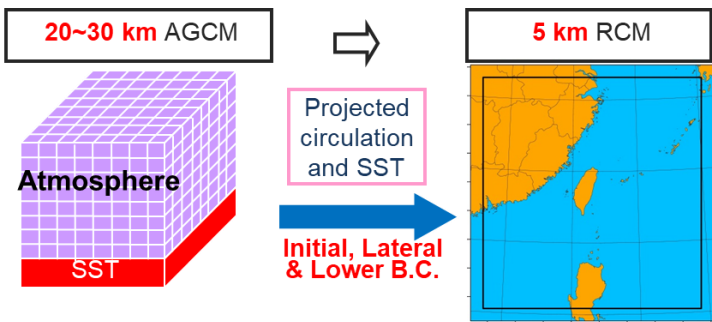 20~30 km AGCM
5 km RCM
Projected
circulation
and SST
Atmosphere
SST
Initial, Lateral
& Lower B.C.